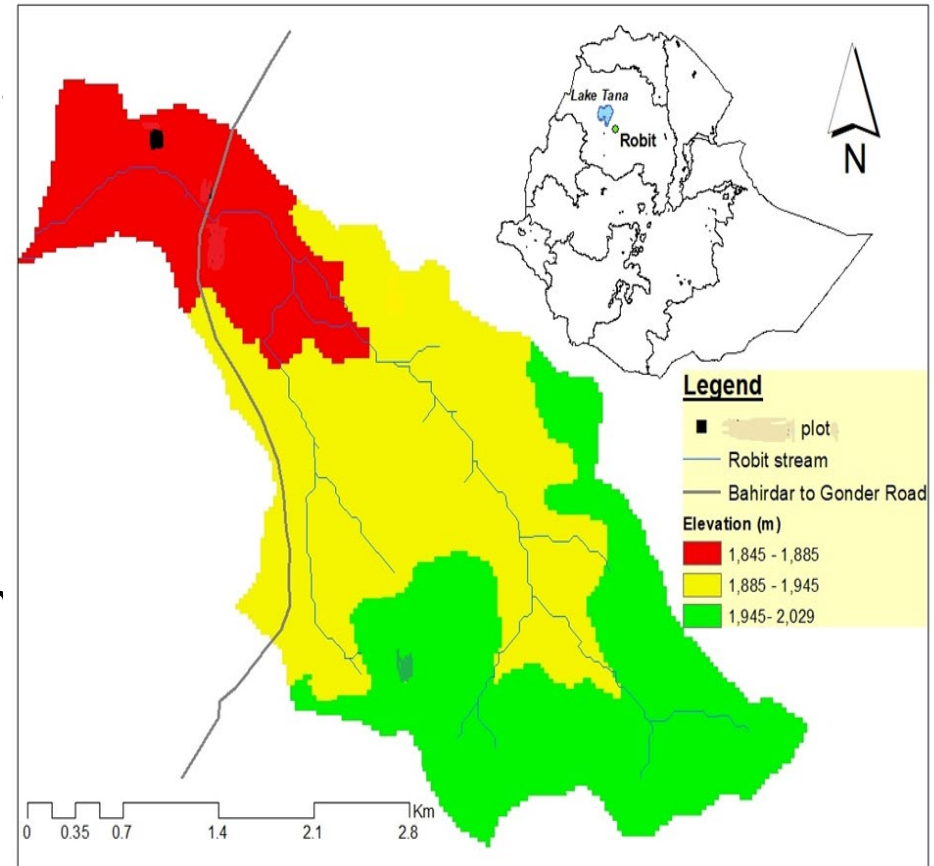 Lake Tana
Robit
N
Legend
plot
Robit stream
Bahirdar to Gonder Road
Elevation (m)
1,845 - 1,885
1,885 - 1,945
1,945- 2,029
Km
0 0.35 0.7 1.4 2.1 2.8